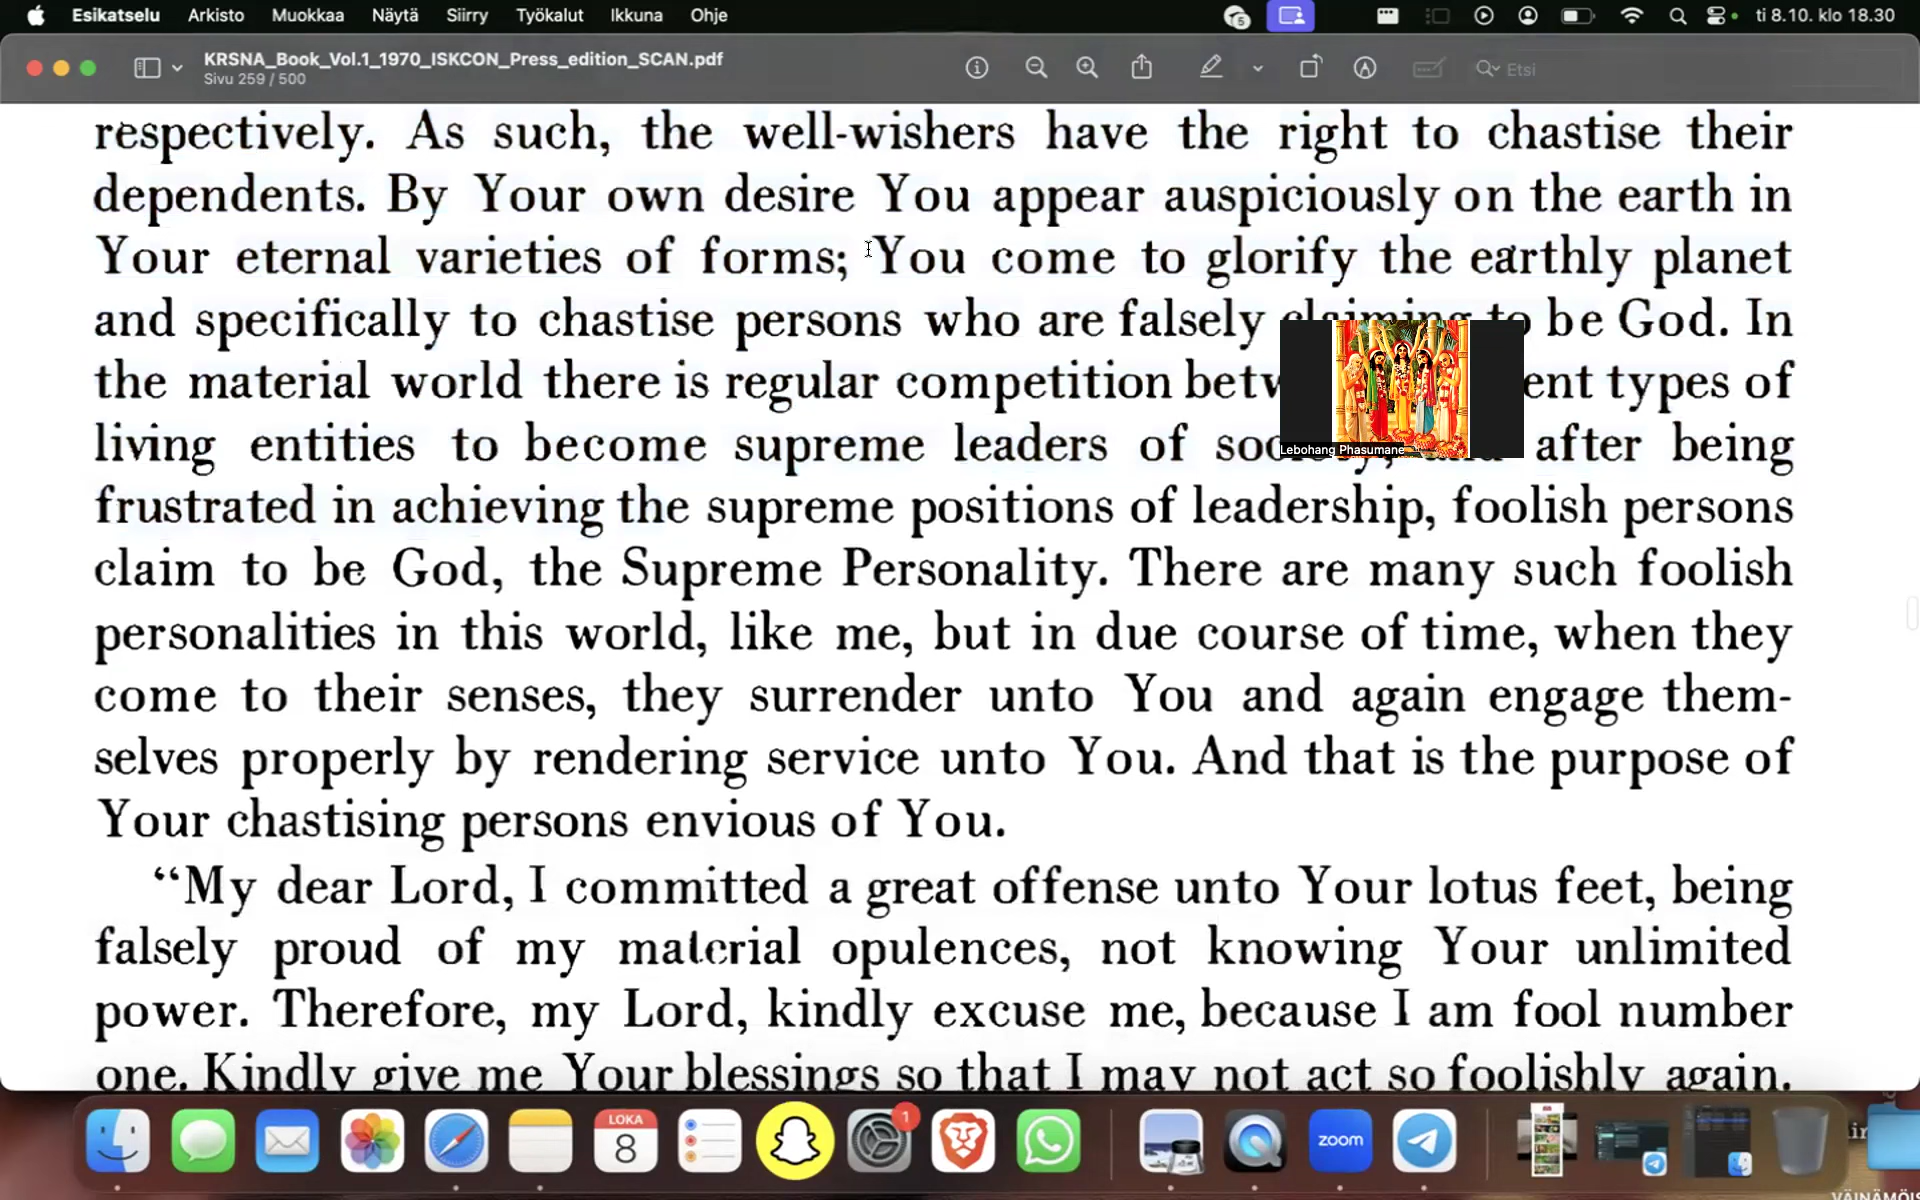 Esikatselu Arkisto Muokkaa Näytä Siirry Työkalut Ikkuna Ohje 5 ti 8.10. klo 18.30
KRSNA_Book_Vol.1_1970_ISKCON_Press_edition_SCAN.pdf
Sivu 259 / 500
Etsi
respectively. As such, the well-wishers have the right to chastise their
dependents. By Your own desire You appear auspiciously on the earth in
Your eternal varieties of forms; You come to glorify the earthly planet
and specifically to chastise persons who are falsely claiming to be God. In
the material world there is regular competition types of
living entities to become supreme leaders of after being
frustrated in achieving the supreme positions of leadership, foolish persons
claim to be God, the Supreme Personality. There are many such foolish
personalities in this world, like me, but in due course of time, when they
come to their senses, they surrender unto You and again engage them-
selves properly by rendering service unto You. And that is the purpose of
Your chastising persons envious of You.
“My dear Lord, I committed a great offense unto Your lotus feet, being
falsely proud of my material opulences, not knowing Your unlimited
power. Therefore, my Lord, kindly excuse me, because I am fool number
one. Kindly give me Your blessings so that I may not act so foolishly again.
Lebohang Phasumane
LOKA
8
1
zoom